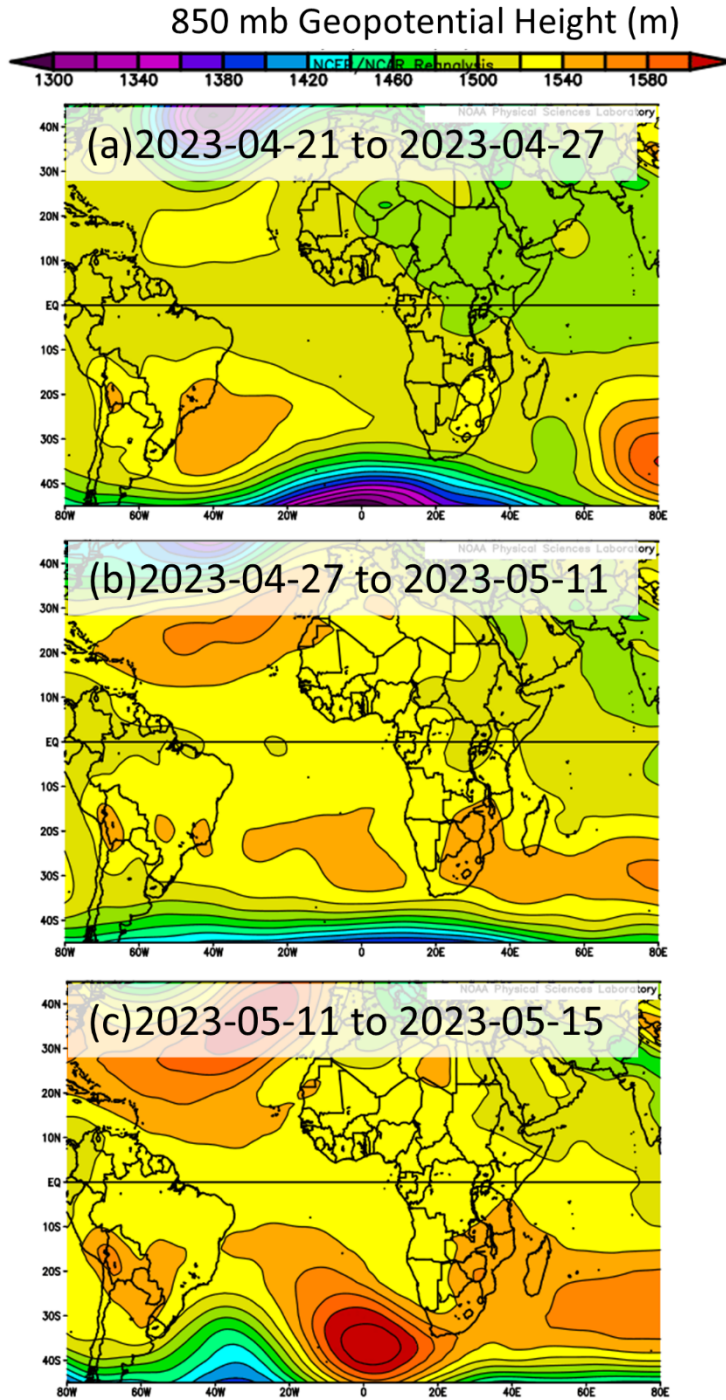 850 mb Geopotential Height (m)
NCEP/NCAR Reanalysis
1300 1340 1380 1420 1460 1500 1540 1580
NOAA Physical Sciences Laboratory
(a)2023-04-21 to 2023-04-27
40N
30N
20N
10N
EQ
10S
20S
30S
40S
80W 60W 40W 20W 0 20E 40E 60E 80E
NOAA Physical Sciences Laboratory
(b)2023-04-27 to 2023-05-11
40N
30N
20N
10N
EQ
10S
20S
30S
40S
80W 60W 40W 20W 0 20E 40E 60E 80E
NOAA Physical Sciences Laboratory
(c)2023-05-11 to 2023-05-15
40N
30N
20N
10N
EQ
10S
20S
30S
40S
80W 60W 40W 20W 0 20E 40E 60E 80E